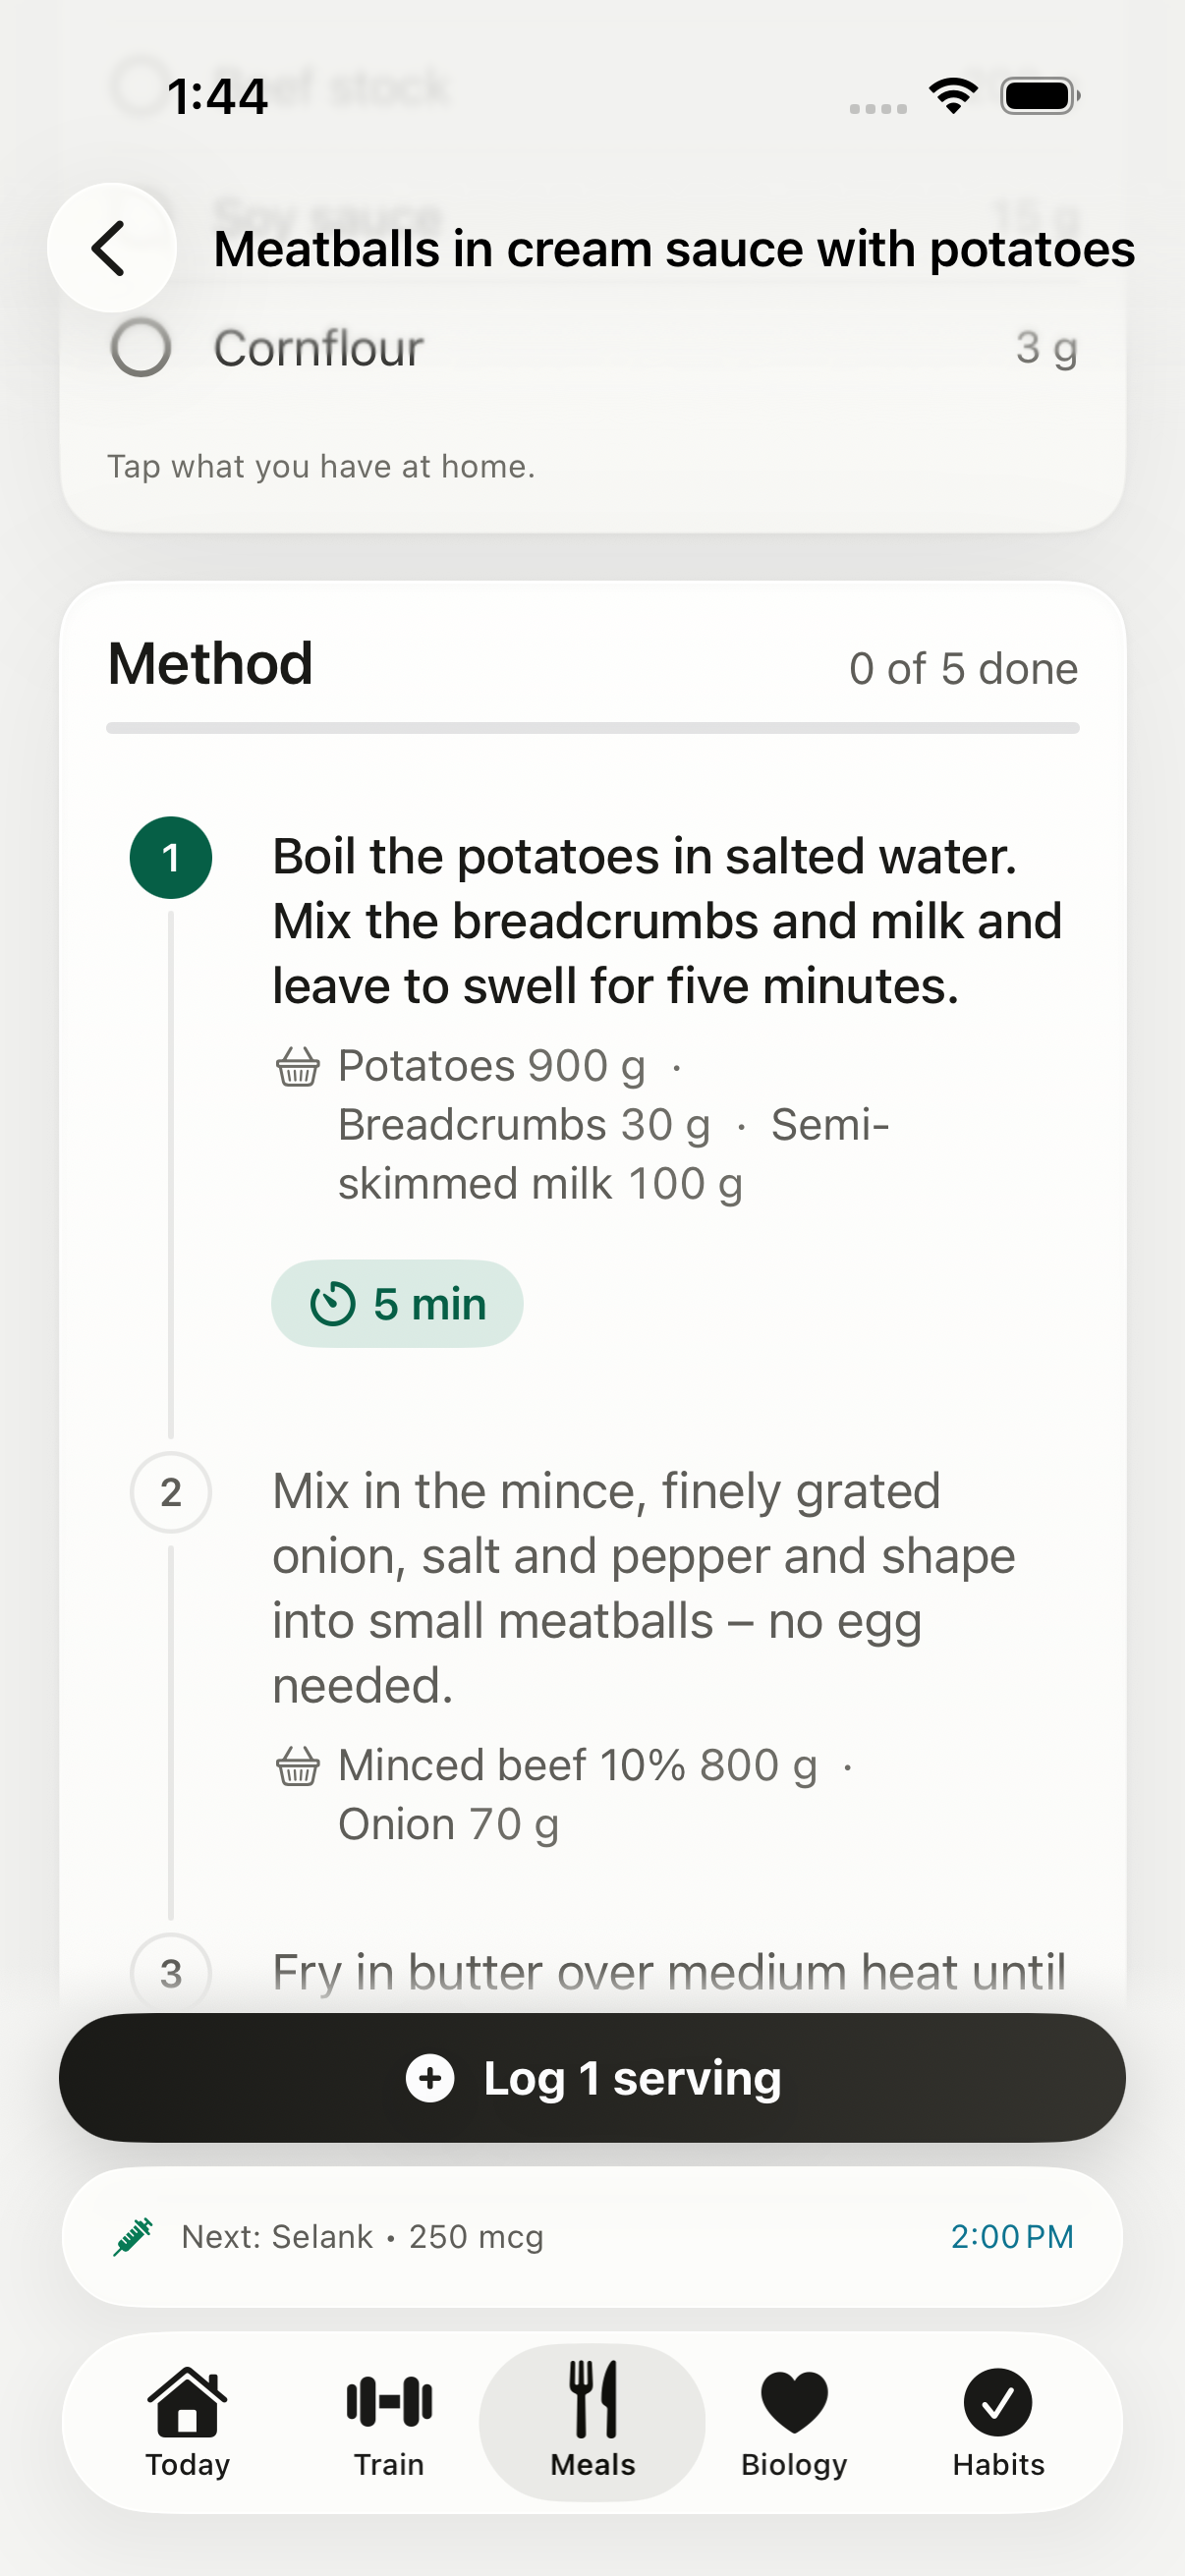 1:44
Beef stock
Soy sauce 15 g
Meatballs in cream sauce with potatoes
Cornflour 3 g
Tap what you have at home.
Method 0 of 5 done
1 Boil the potatoes in salted water.
Mix the breadcrumbs and milk and
leave to swell for five minutes.
Potatoes 900 g ·
Breadcrumbs 30 g · Semi-
skimmed milk 100 g
5 min
2 Mix in the mince, finely grated
onion, salt and pepper and shape
into small meatballs – no egg
needed.
Minced beef 10% 800 g ·
Onion 70 g
3 Fry in butter over medium heat until
Log 1 serving
Next: Selank • 250 mcg 2:00 PM
Today Train Meals Biology Habits